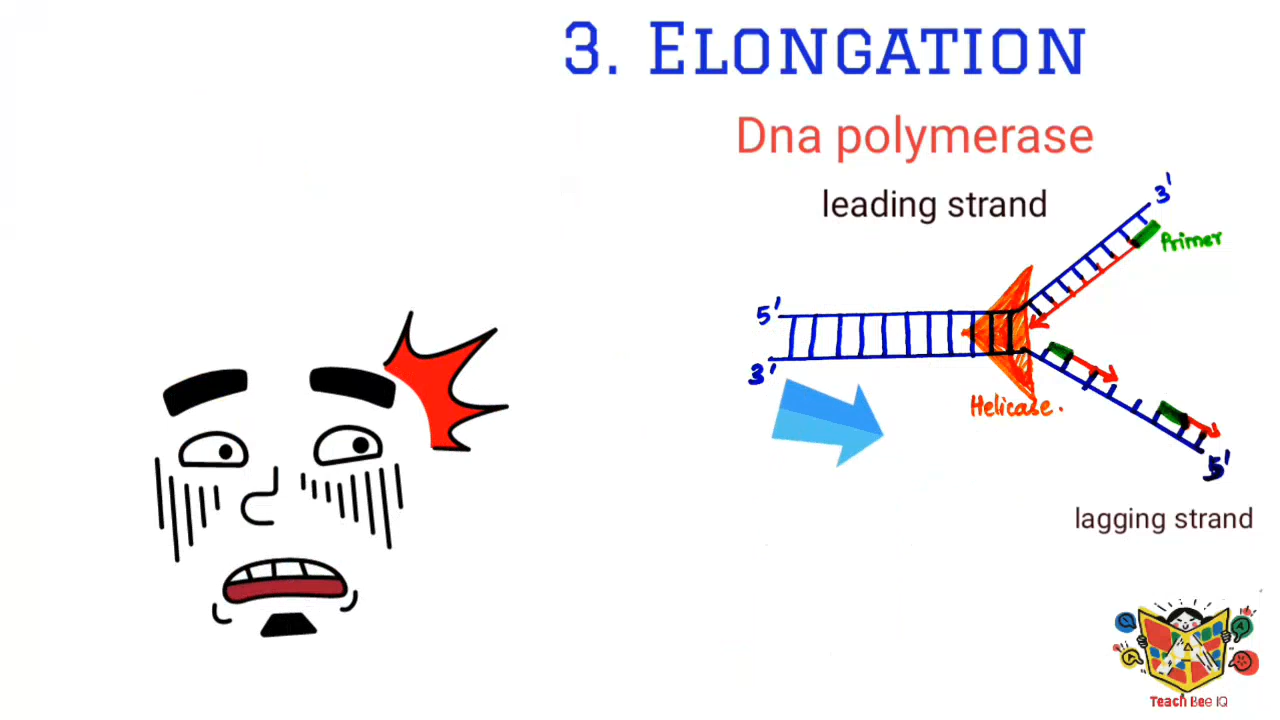 3. ELONGATION
Dna polymerase
leading strand
3'
Primer
5'
3'
Helicase.
5'
lagging strand
Teach Bee IQ